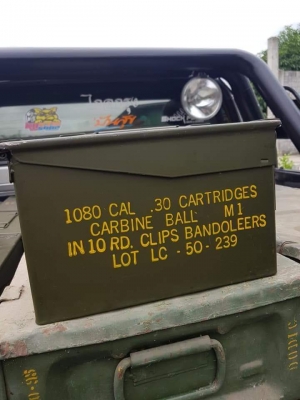 1080 CAL .30 CARTRIDGES
CARBINE BALL M1
IN 10 RD. CLIPS BANDOLEERS
LOT LC - 50 - 239